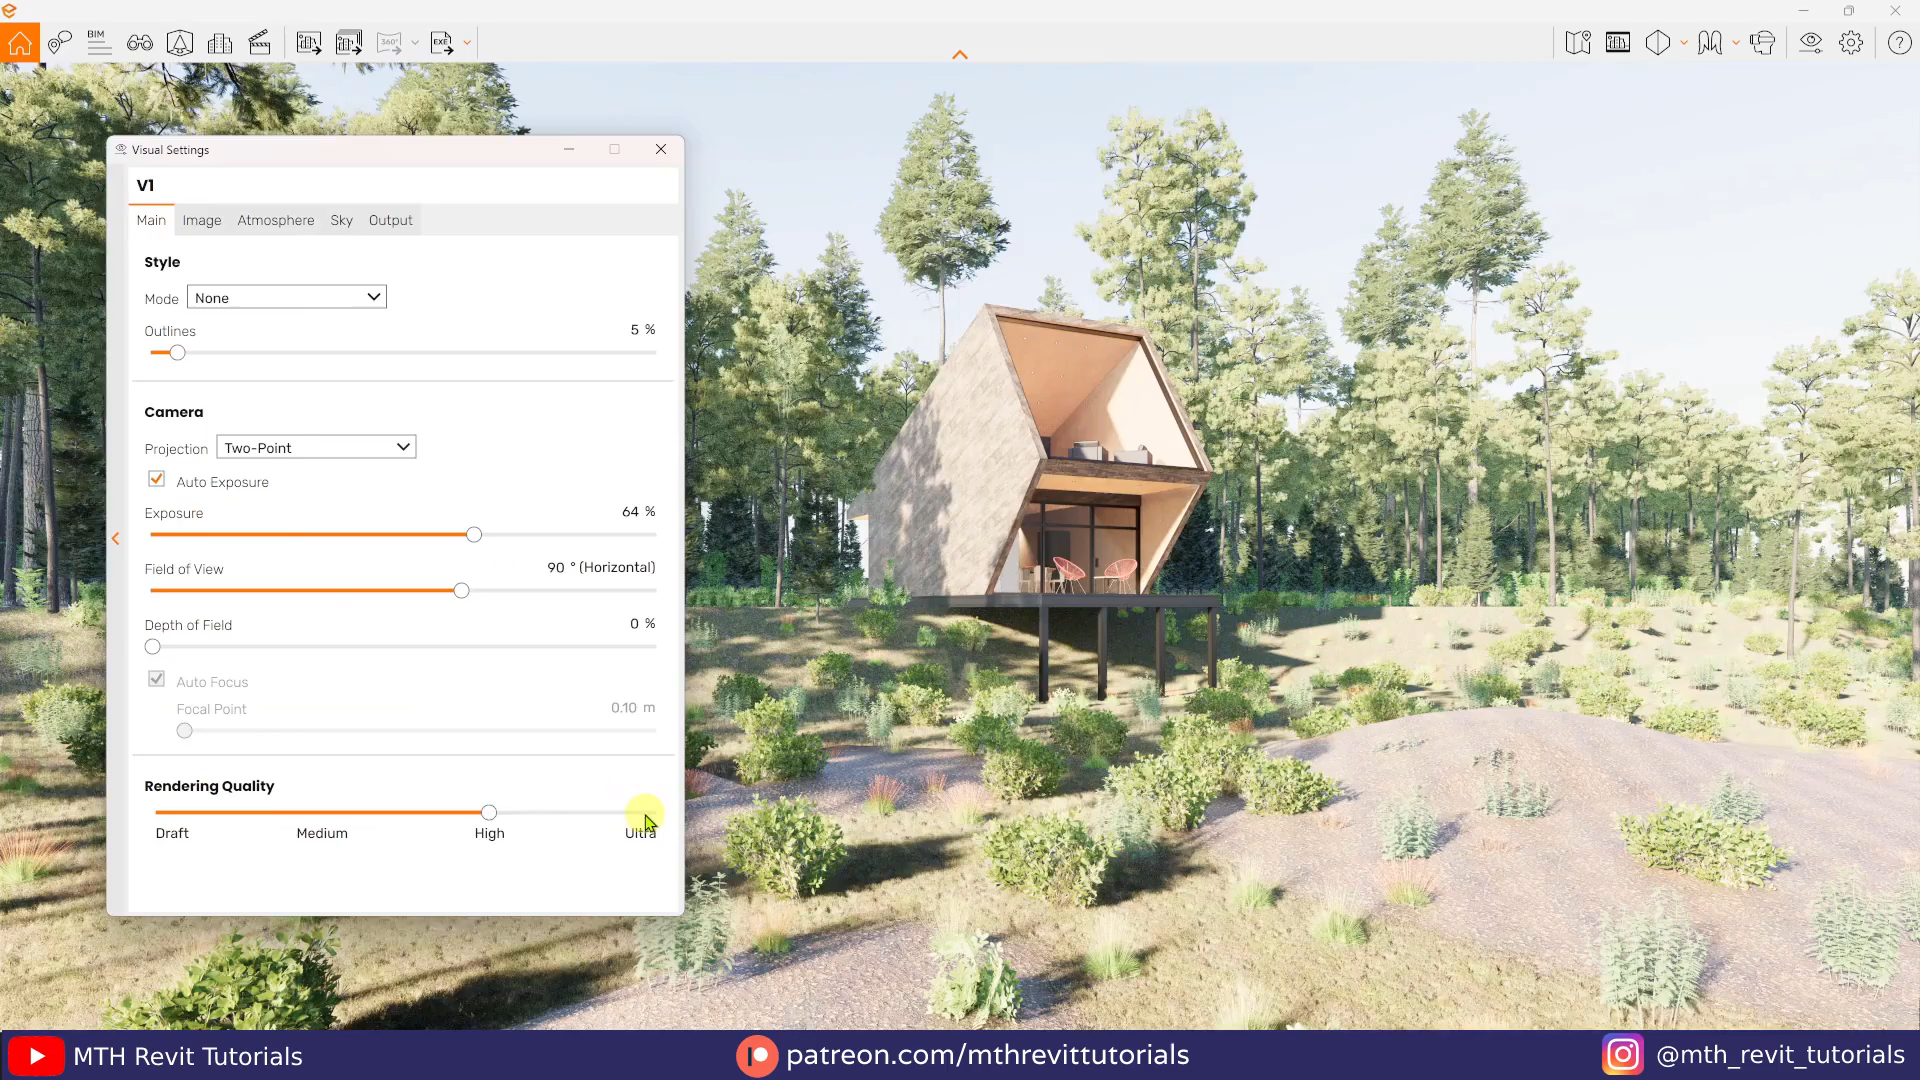 BIM
360°
EXE
Visual Settings
V1
Main Image Atmosphere Sky Output
Style
Mode None
Outlines 5 %
Camera
Projection Two-Point
Auto Exposure
Exposure 64 %
Field of View 90 ° (Horizontal)
Depth of Field 0 %
Auto Focus
Focal Point 0.10 m
Rendering Quality
Draft Medium High Ultra
MTH Revit Tutorials
patreon.com/mthrevittutorials
@mth_revit_tutorials